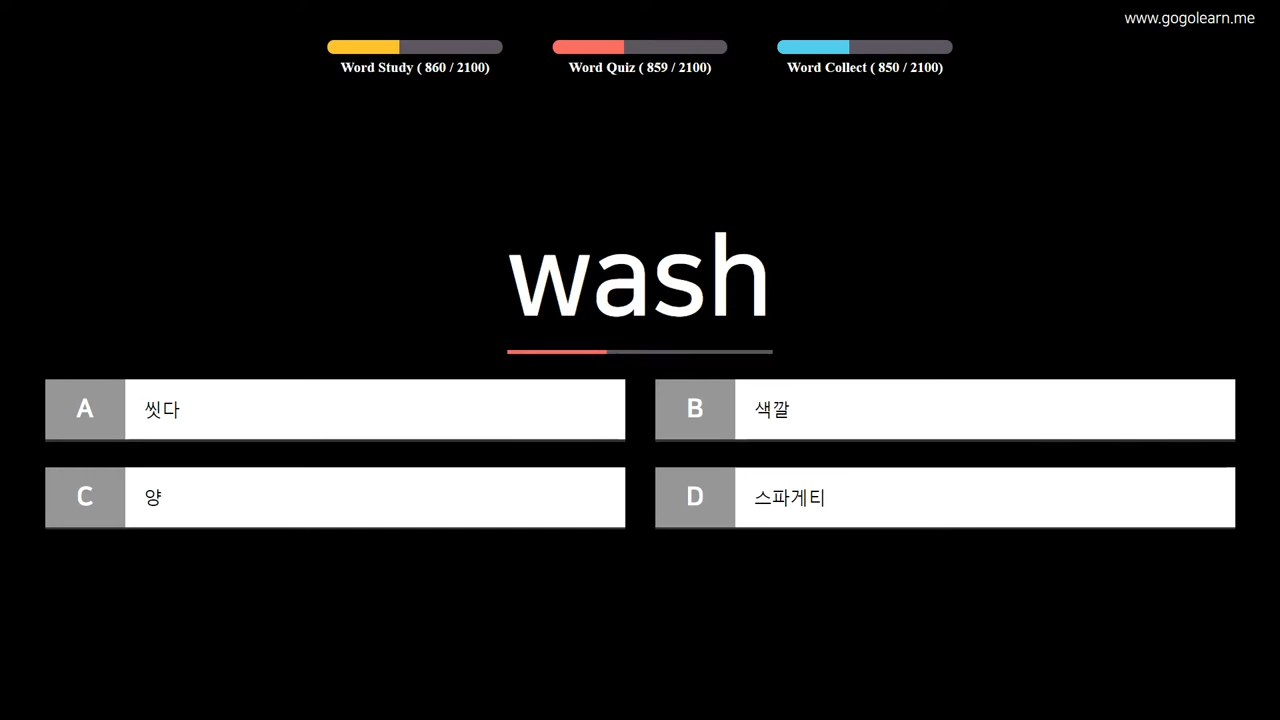 www.gogolearn.me
Word Study ( 860 / 2100)
Word Quiz ( 859 / 2100)
Word Collect ( 850 / 2100)
wash
A 씻다
B 색깔
C 양
D 스파게티